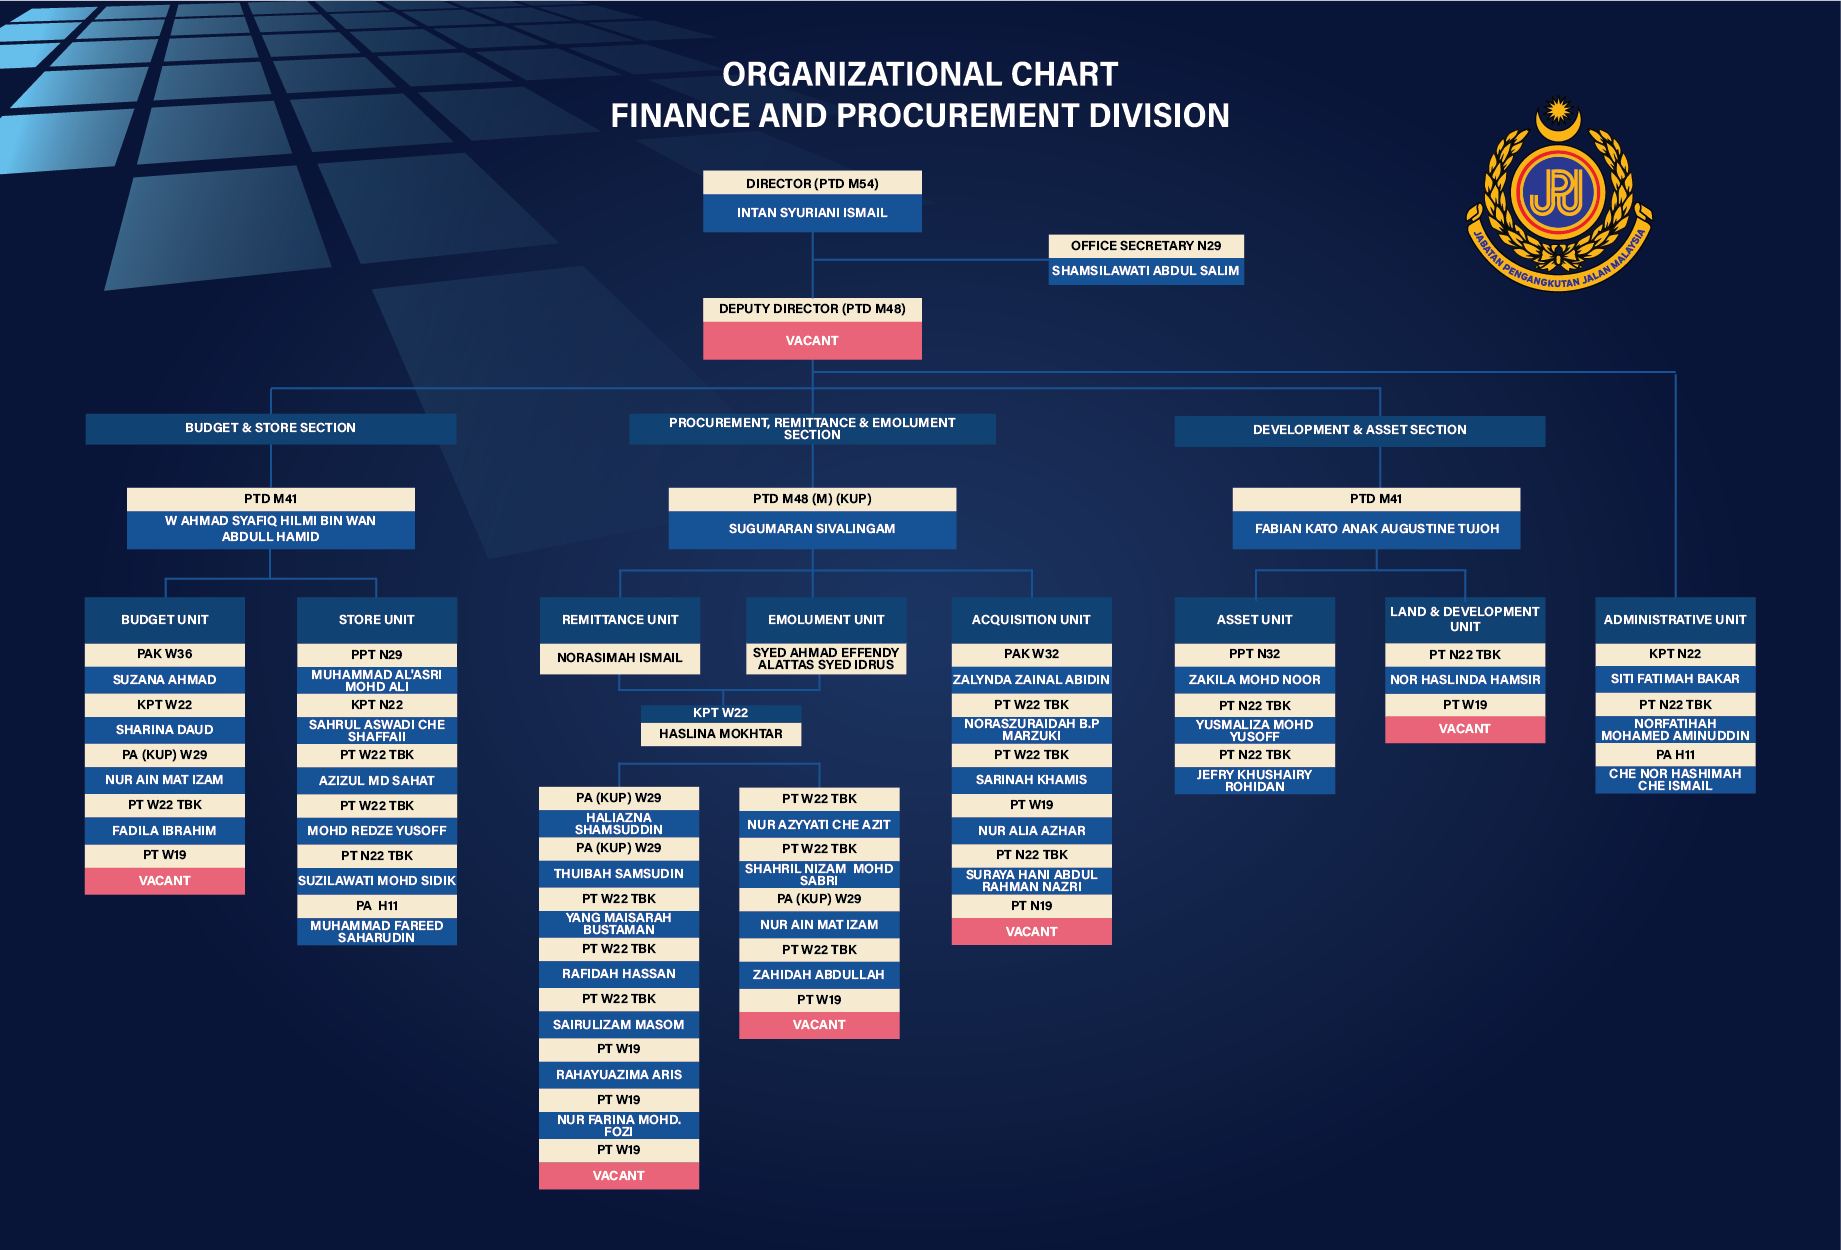 ORGANIZATIONAL CHART
FINANCE AND PROCUREMENT DIVISION
JPJ
JABATAN PENGANGKUTAN JALAN MALAYSIA
DIRECTOR (PTD M54)
INTAN SYURIANI ISMAIL
OFFICE SECRETARY N29
SHAMSILAWATI ABDUL SALIM
DEPUTY DIRECTOR (PTD M48)
VACANT
BUDGET & STORE SECTION
PTD M41
W AHMAD SYAFIQ HILMI BIN WAN
ABDULL HAMID
BUDGET UNIT
PAK W36
SUZANA AHMAD
KPT W22
SHARINA DAUD
PA (KUP) W29
NUR AIN MAT IZAM
PT W22 TBK
FADILA IBRAHIM
PT W19
VACANT
STORE UNIT
PPT N29
MUHAMMAD AL'ASRI
MOHD ALI
KPT N22
SAHRUL ASWADI CHE
SHAFFAII
PT W22 TBK
AZIZUL MD SAHAT
PT W22 TBK
MOHD REDZE YUSOFF
PT N22 TBK
SUZILAWATI MOHD SIDIK
PA H11
MUHAMMAD FAREED
SAHARUDIN
PROCUREMENT, REMITTANCE & EMOLUMENT
SECTION
PTD M48 (M) (KUP)
SUGUMARAN SIVALINGAM
REMITTANCE UNIT
NORASIMAH ISMAIL
EMOLUMENT UNIT
SYED AHMAD EFFENDY
ALATTAS SYED IDRUS
KPT W22
HASLINA MOKHTAR
PA (KUP) W29
HALIAZNA
SHAMSUDDIN
PA (KUP) W29
THUIBAH SAMSUDIN
PT W22 TBK
YANG MAISARAH
BUSTAMAN
PT W22 TBK
RAFIDAH HASSAN
PT W22 TBK
SAIRULIZAM MASOM
PT W19
RAHAYUAZIMA ARIS
PT W19
NUR FARINA MOHD.
FOZI
PT W19
VACANT
PT W22 TBK
NUR AZYYATI CHE AZIT
PT W22 TBK
SHAHRIL NIZAM MOHD
SABRI
PA (KUP) W29
NUR AIN MAT IZAM
PT W22 TBK
ZAHIDAH ABDULLAH
PT W19
VACANT
ACQUISITION UNIT
PAK W32
ZALYNDA ZAINAL ABIDIN
PT W22 TBK
NORASZURAIDAH B.P
MARZUKI
PT W22 TBK
SARINAH KHAMIS
PT W19
NUR ALIA AZHAR
PT N22 TBK
SURAYA HANI ABDUL
RAHMAN NAZRI
PT N19
VACANT
DEVELOPMENT & ASSET SECTION
PTD M41
FABIAN KATO ANAK AUGUSTINE TUJOH
ASSET UNIT
PPT N32
ZAKILA MOHD NOOR
PT N22 TBK
YUSMALIZA MOHD
YUSOFF
PT N22 TBK
JEFRY KHUSHAIRY
ROHIDAN
LAND & DEVELOPMENT
UNIT
PT N22 TBK
NOR HASLINDA HAMSIR
PT W19
VACANT
ADMINISTRATIVE UNIT
KPT N22
SITI FATIMAH BAKAR
PT N22 TBK
NORFATIHAH
MOHAMED AMINUDDIN
PA H11
CHE NOR HASHIMAH
CHE ISMAIL